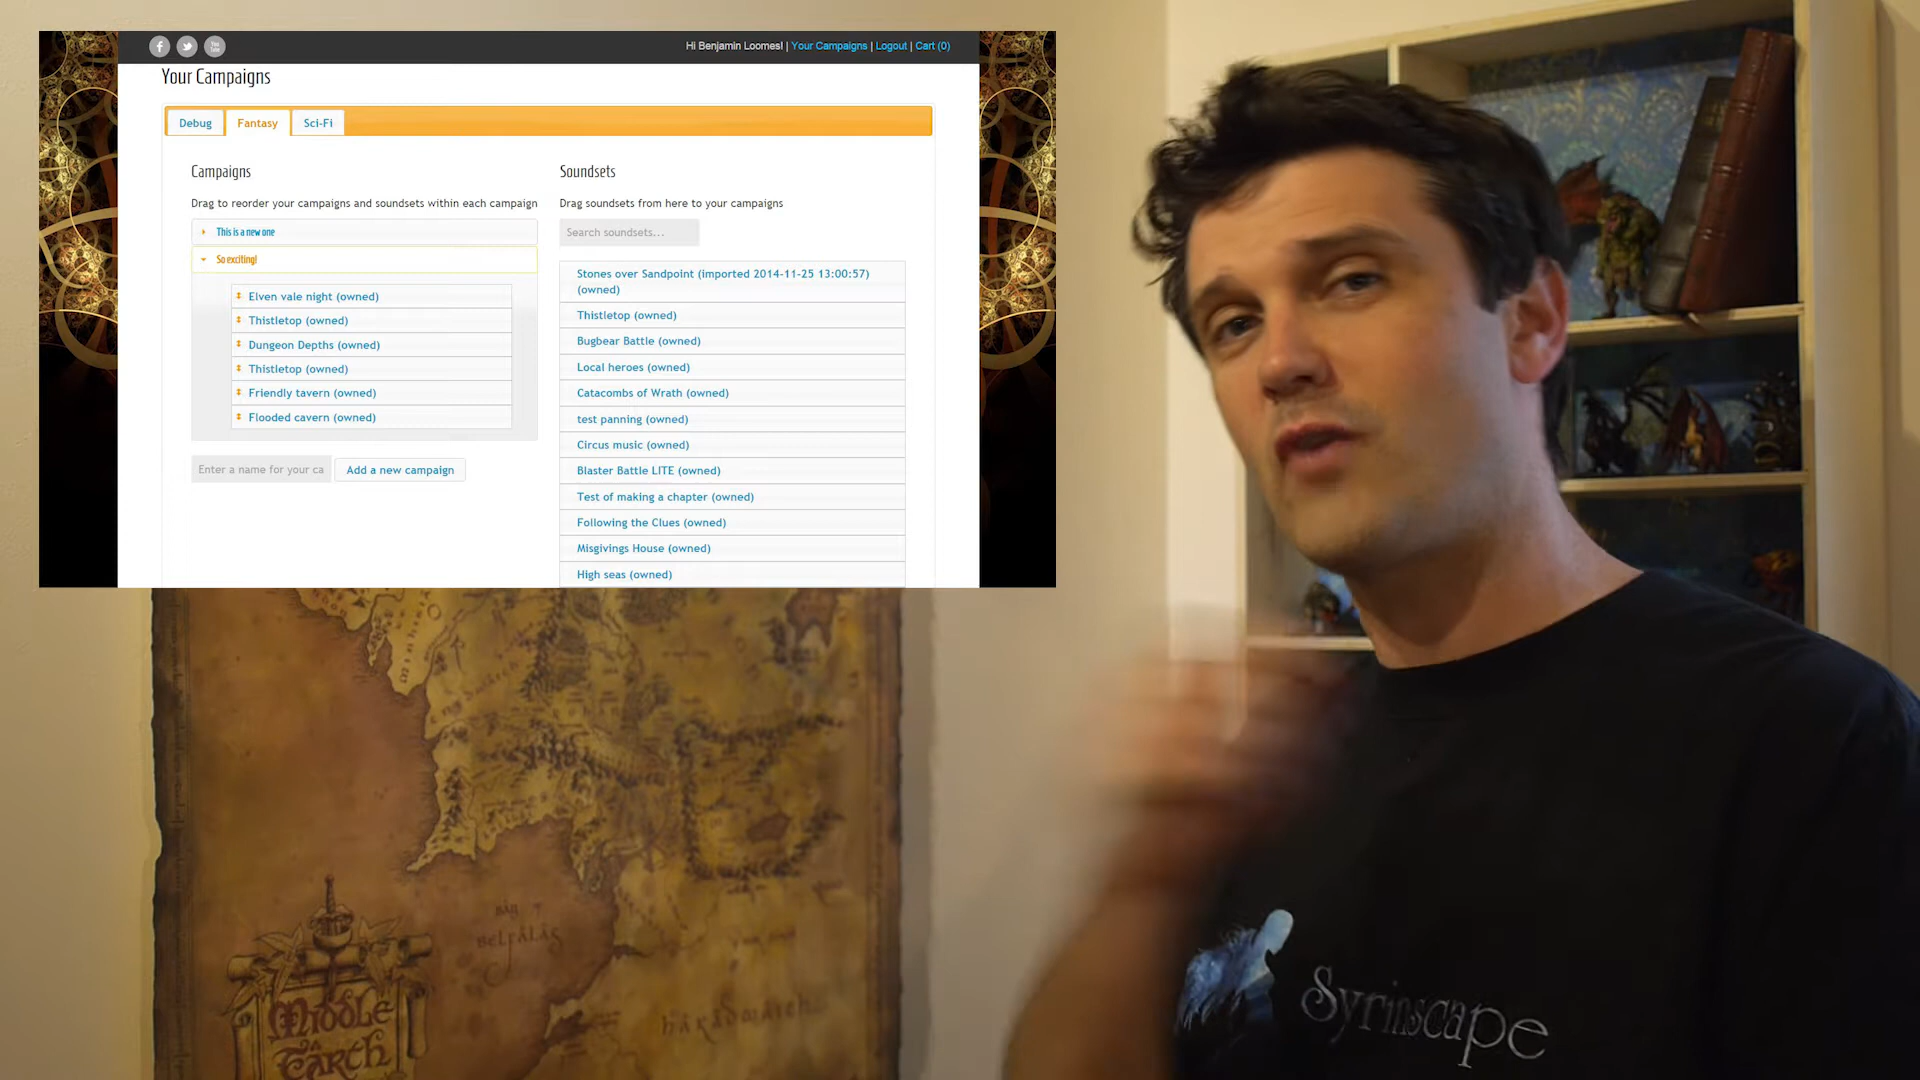 You Tube
Hi Benjamin Loomes! | Your Campaigns | Logout | Cart (0)
Your Campaigns
Debug
Fantasy
Sci-Fi
Campaigns
Drag to reorder your campaigns and soundsets within each campaign
This is a new one
So exciting!
Elven vale night (owned)
Thistletop (owned)
Dungeon Depths (owned)
Thistletop (owned)
Friendly tavern (owned)
Flooded cavern (owned)
Enter a name for your ca
Add a new campaign
Soundsets
Drag soundsets from here to your campaigns
Search soundsets...
Stones over Sandpoint (imported 2014-11-25 13:00:57)
(owned)
Thistletop (owned)
Bugbear Battle (owned)
Local heroes (owned)
Catacombs of Wrath (owned)
test panning (owned)
Circus music (owned)
Blaster Battle LITE (owned)
Test of making a chapter (owned)
Following the Clues (owned)
Misgivings House (owned)
High seas (owned)
BELFALAS
Middle
Earth
Syrinscape